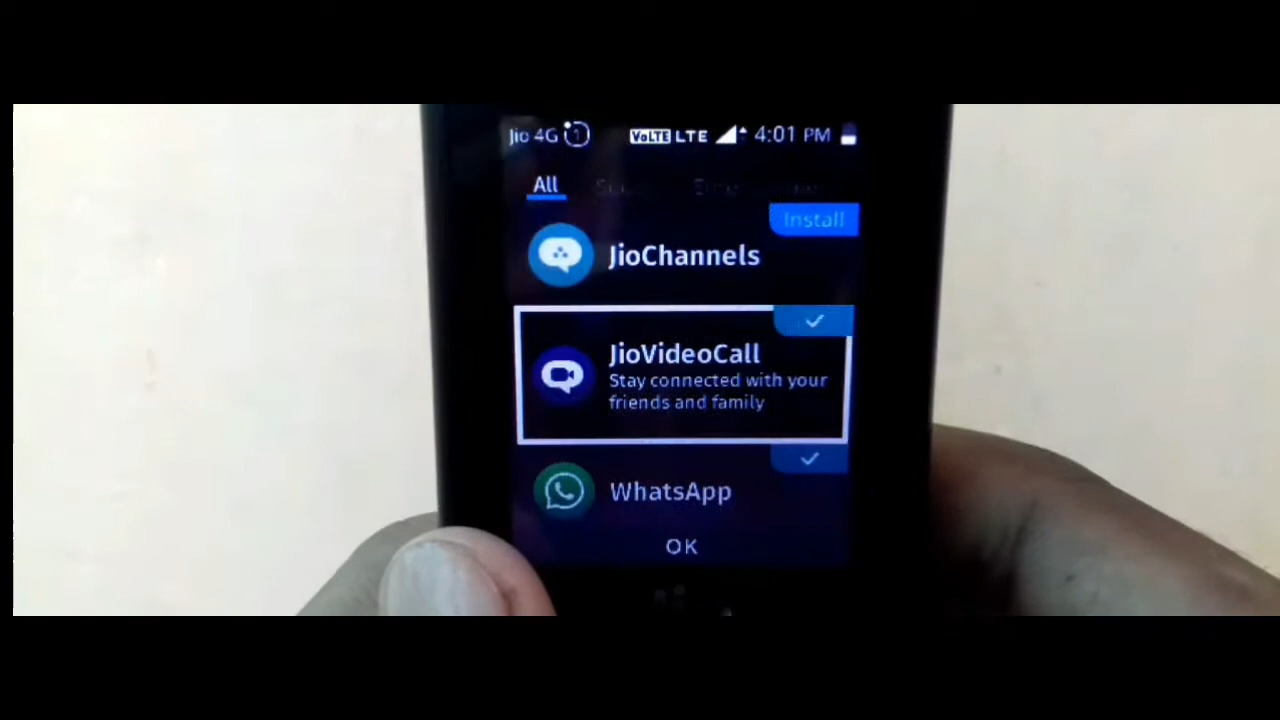 Jio 4G 1 VoLTE LTE 4:01 PM
All
Install
JioChannels
JioVideoCall
Stay connected with your
friends and family
WhatsApp
OK